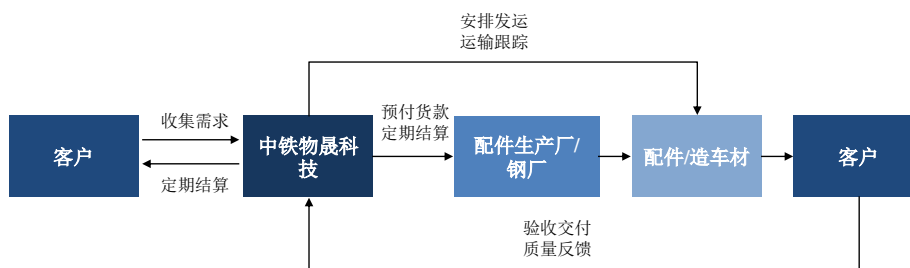 安排发运
运输跟踪
客户
收集需求
定期结算
中铁物晟科
技
预付货款
定期结算
配件生产厂/
钢厂
配件/造车材
客户
验收交付
质量反馈